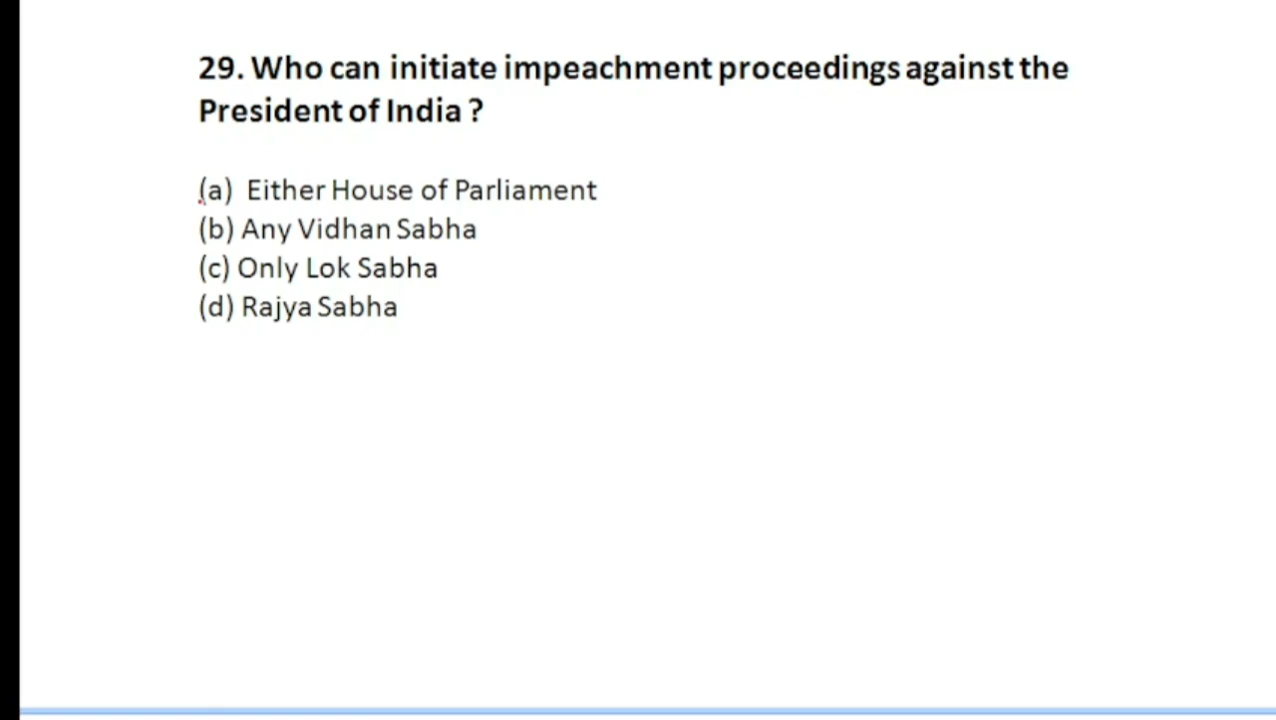 29. Who can initiate impeachment proceedings against the
President of India ?
(a) Either House of Parliament
(b) Any Vidhan Sabha
(c) Only Lok Sabha
(d) Rajya Sabha